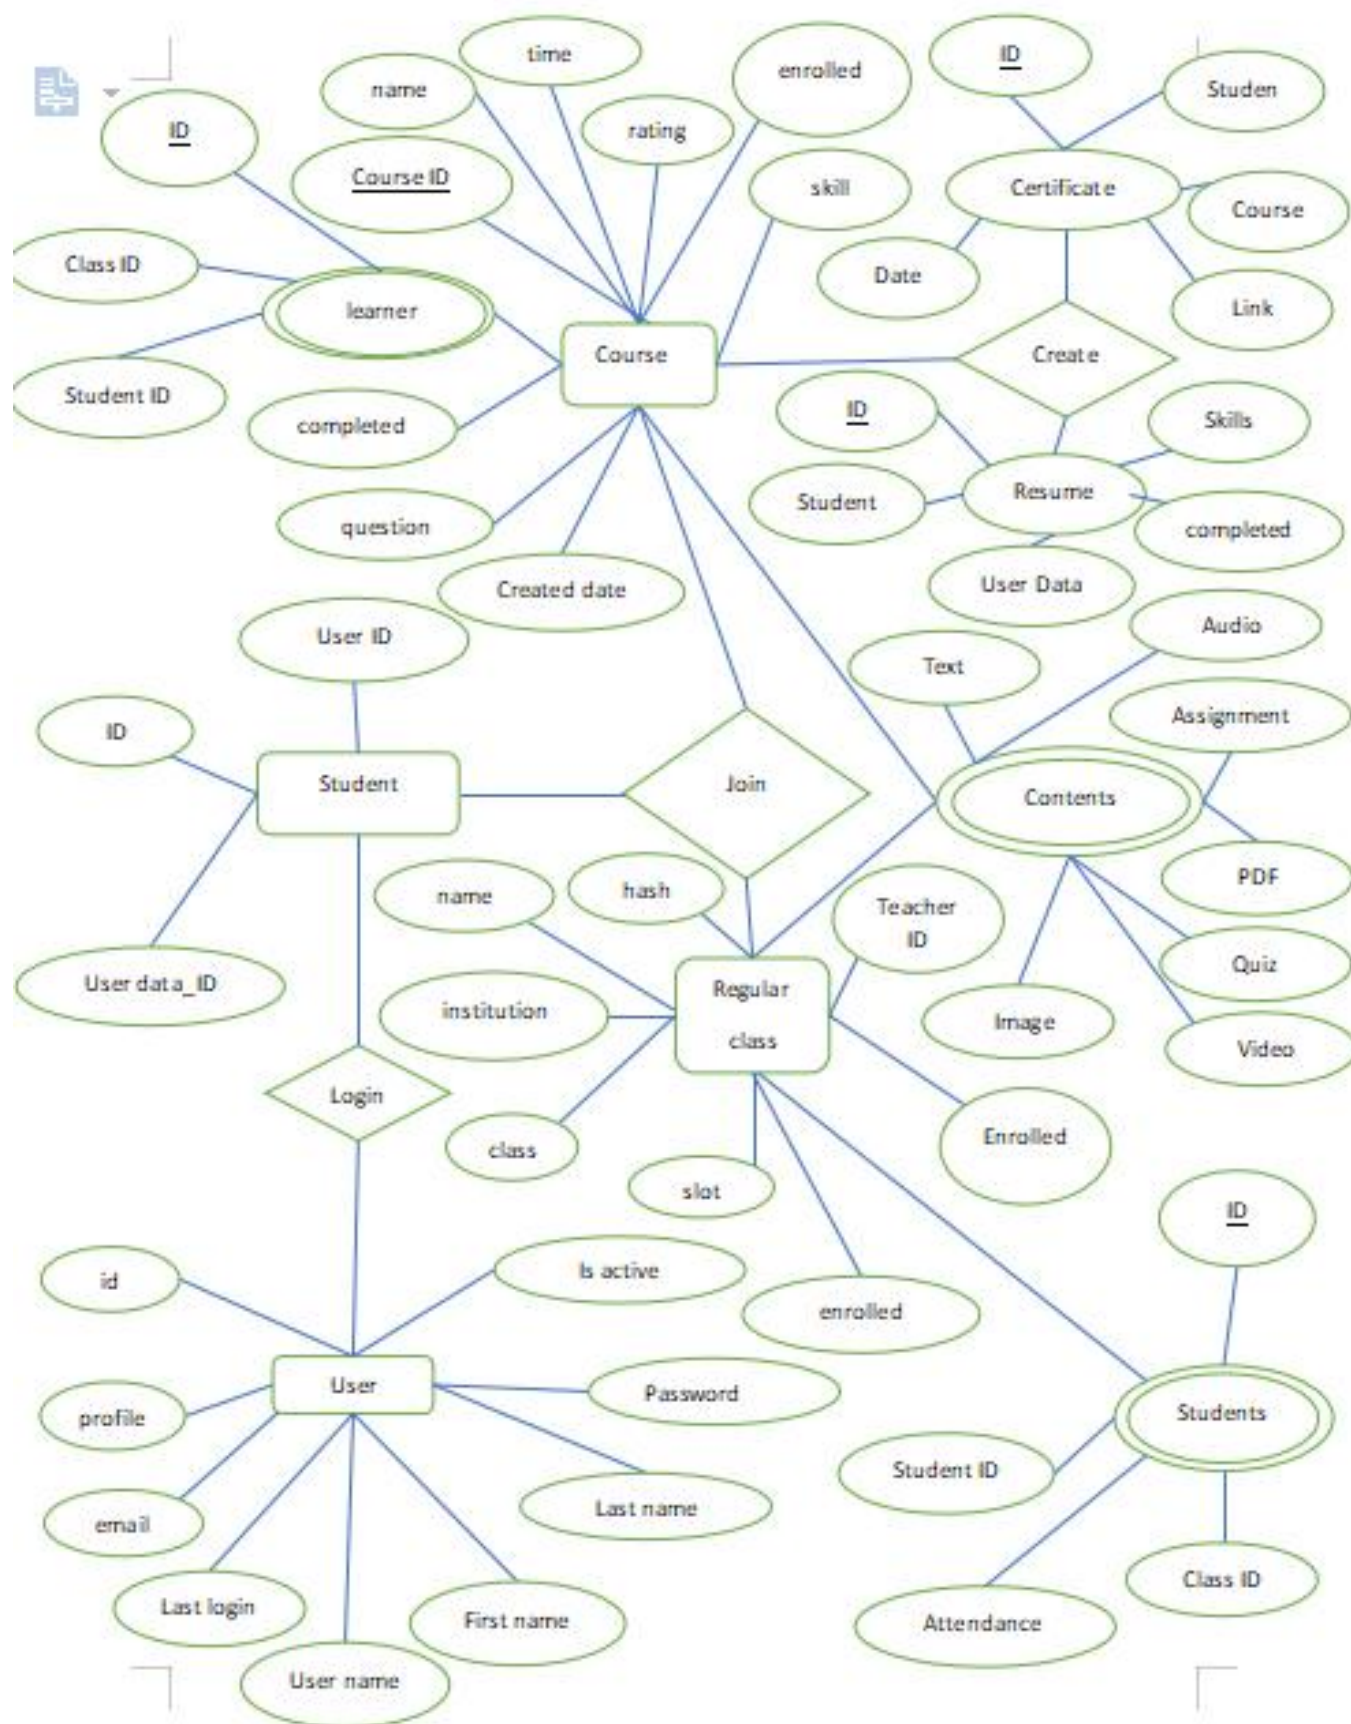 time
ID
enrolled
name
Studen
rating
ID
Course ID
skill
Certificate
Course
Class ID
Date
learner
Link
Course
Create
Student ID
ID
Skills
completed
Resume
Student
question
completed
Created date
User Data
Audio
User ID
Text
Assignment
ID
Student
Join
Contents
name
hash
PDF
Teacher
ID
Quiz
User data_ID
Regular
class
institution
Image
Video
Login
Enrolled
class
slot
ID
Is active
id
enrolled
User
Password
Students
profile
Student ID
Last name
email
Class ID
Last login
First name
Attendance
User name